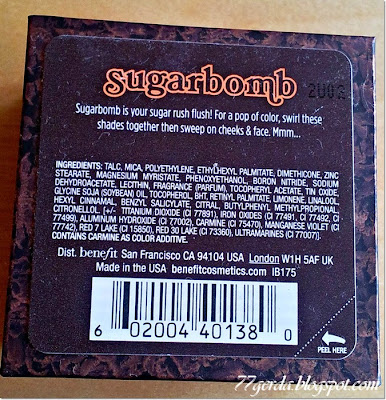 sugarbomb
2U02
Sugarbomb is your sugar rush flush! For a pop of color, swirl these
shades together then sweep on cheeks & face. Mmm...
INGREDIENTS: TALC, MICA, POLYETHYLENE, ETHYLHEXYL PALMITATE, DIMETHICONE, ZINC
STEARATE, MAGNESIUM MYRISTATE, PHENOXYETHANOL, BORON NITRIDE, SODIUM
DEHYDROACETATE, LECITHIN, FRAGRANCE (PARFUM), TOCOPHERYL ACETATE, TIN OXIDE,
GLYCINE SOJA (SOYBEAN) OIL, TOCOPHEROL, BHT, RETINYL PALMITATE, LIMONENE, LINALOOL,
HEXYL CINNAMAL, BENZYL SALICYLATE, CITRAL, BUTYLPHENYL METHYLPROPIONAL,
CITRONELLOL. [+/- TITANIUM DIOXIDE (CI 77891), IRON OXIDES (CI 77491, CI 77492, CI
77499), ALUMINUM HYDROXIDE (CI 77002), CARMINE (CI 75470), MANGANESE VIOLET (CI
77742), RED 7 LAKE (CI 15850), RED 30 LAKE (CI 73360), ULTRAMARINES (CI 77007)].
CONTAINS CARMINE AS COLOR ADDITIVE.
Dist. benefit San Francisco CA 94104 USA London W1H 5AF UK
Made in the USA benefitcosmetics.com IB175
6 02004 40138 0
PEEL HERE
77gerda.blogspot.com